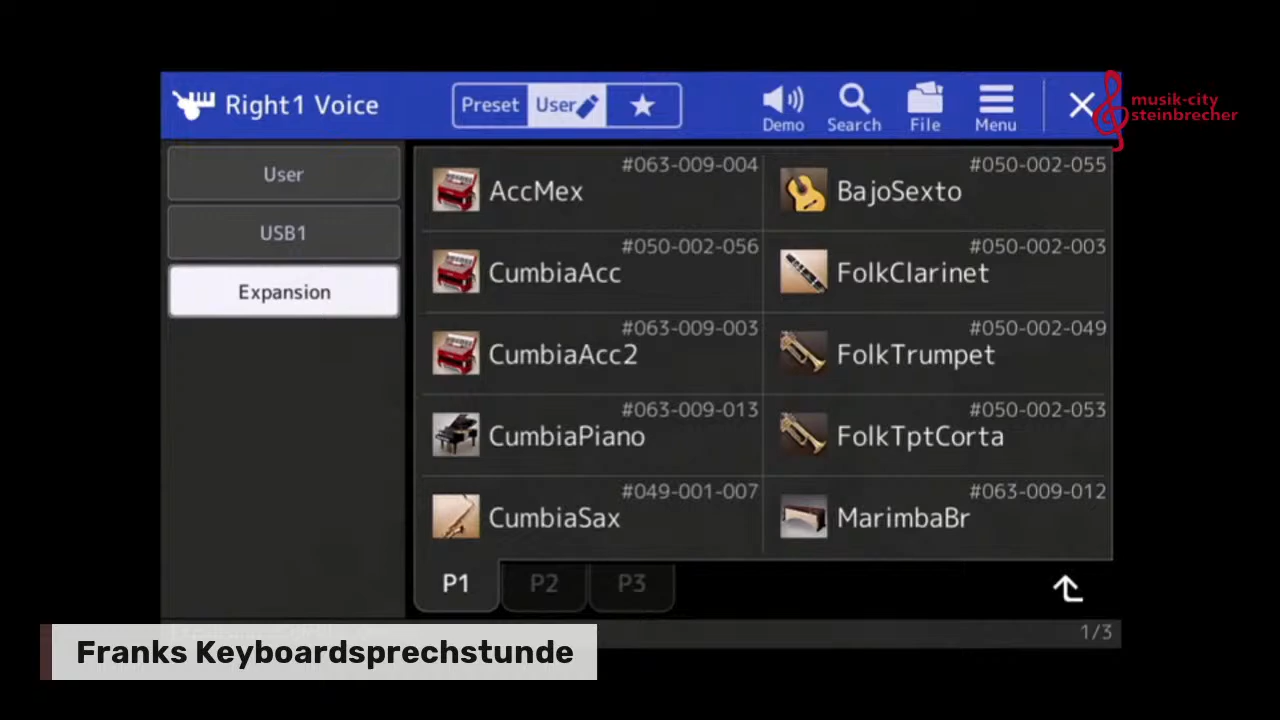 Right1 Voice
Preset
User
Demo
Search
File
Menu
musik-city
steinbrecher
User
USB1
Expansion
#063-009-004
AccMex
#050-002-055
BajoSexto
#050-002-056
CumbiaAcc
#050-002-003
FolkClarinet
#063-009-003
CumbiaAcc2
#050-002-049
FolkTrumpet
#063-009-013
CumbiaPiano
#050-002-053
FolkTptCorta
#049-001-007
CumbiaSax
#063-009-012
MarimbaBr
P1
P2
P3
1/3
Franks Keyboardsprechstunde